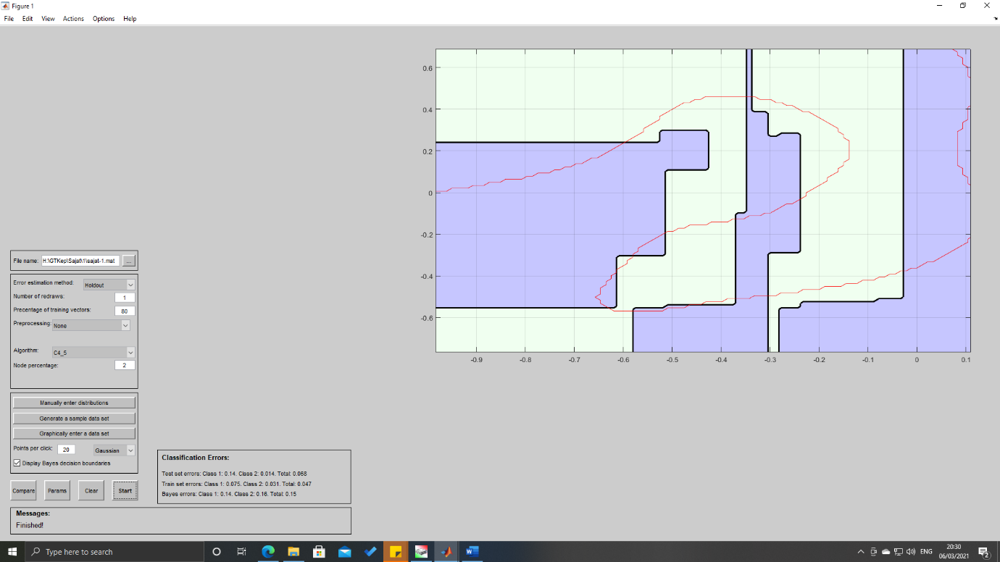 Figure 1
File Edit View Actions Options Help
0.6
0.4
0.2
0
-0.2
-0.4
-0.6
-0.9 -0.8 -0.7 -0.6 -0.5 -0.4 -0.3 -0.2 -0.1 0 0.1
File name: H:\GTKep\Sajat\1\sajat-1.mat ...
Error estimation method: Holdout
Number of redraws: 1
Precentage of training vectors: 80
Preprocessing: None
Algorithm: C4_5
Node percentage: 2
Manually enter distributions
Generate a sample data set
Graphically enter a data set
Points per click: 20 Gaussian
Display Bayes decision boundaries
Compare Params Clear Start
Classification Errors:
Test set errors: Class 1: 0.14. Class 2: 0.014. Total: 0.068
Train set errors: Class 1: 0.075. Class 2: 0.031. Total: 0.047
Bayes errors: Class 1: 0.14. Class 2: 0.16. Total: 0.15
Messages:
Finished!
Type here to search
ENG
20:30
06/03/2021
2